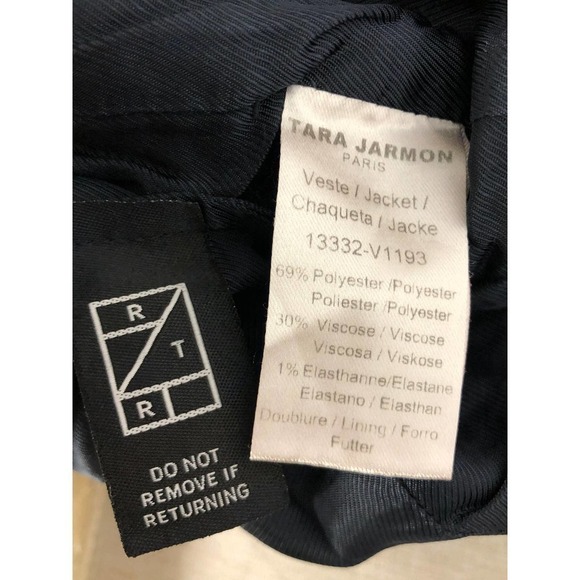 TARA JARMON
PARIS
Veste / Jacket /
Chaqueta / Jacke
13332-V1193
69% Polyester /Polyester
Poliester /Polyester
30% Viscose / Viscose
Viscosa / Viskose
1% Elasthanne/Elastane
Elastano / Elasthan
Doublure / Lining / Forro
Futter
R
T
R
DO NOT
REMOVE IF
RETURNING